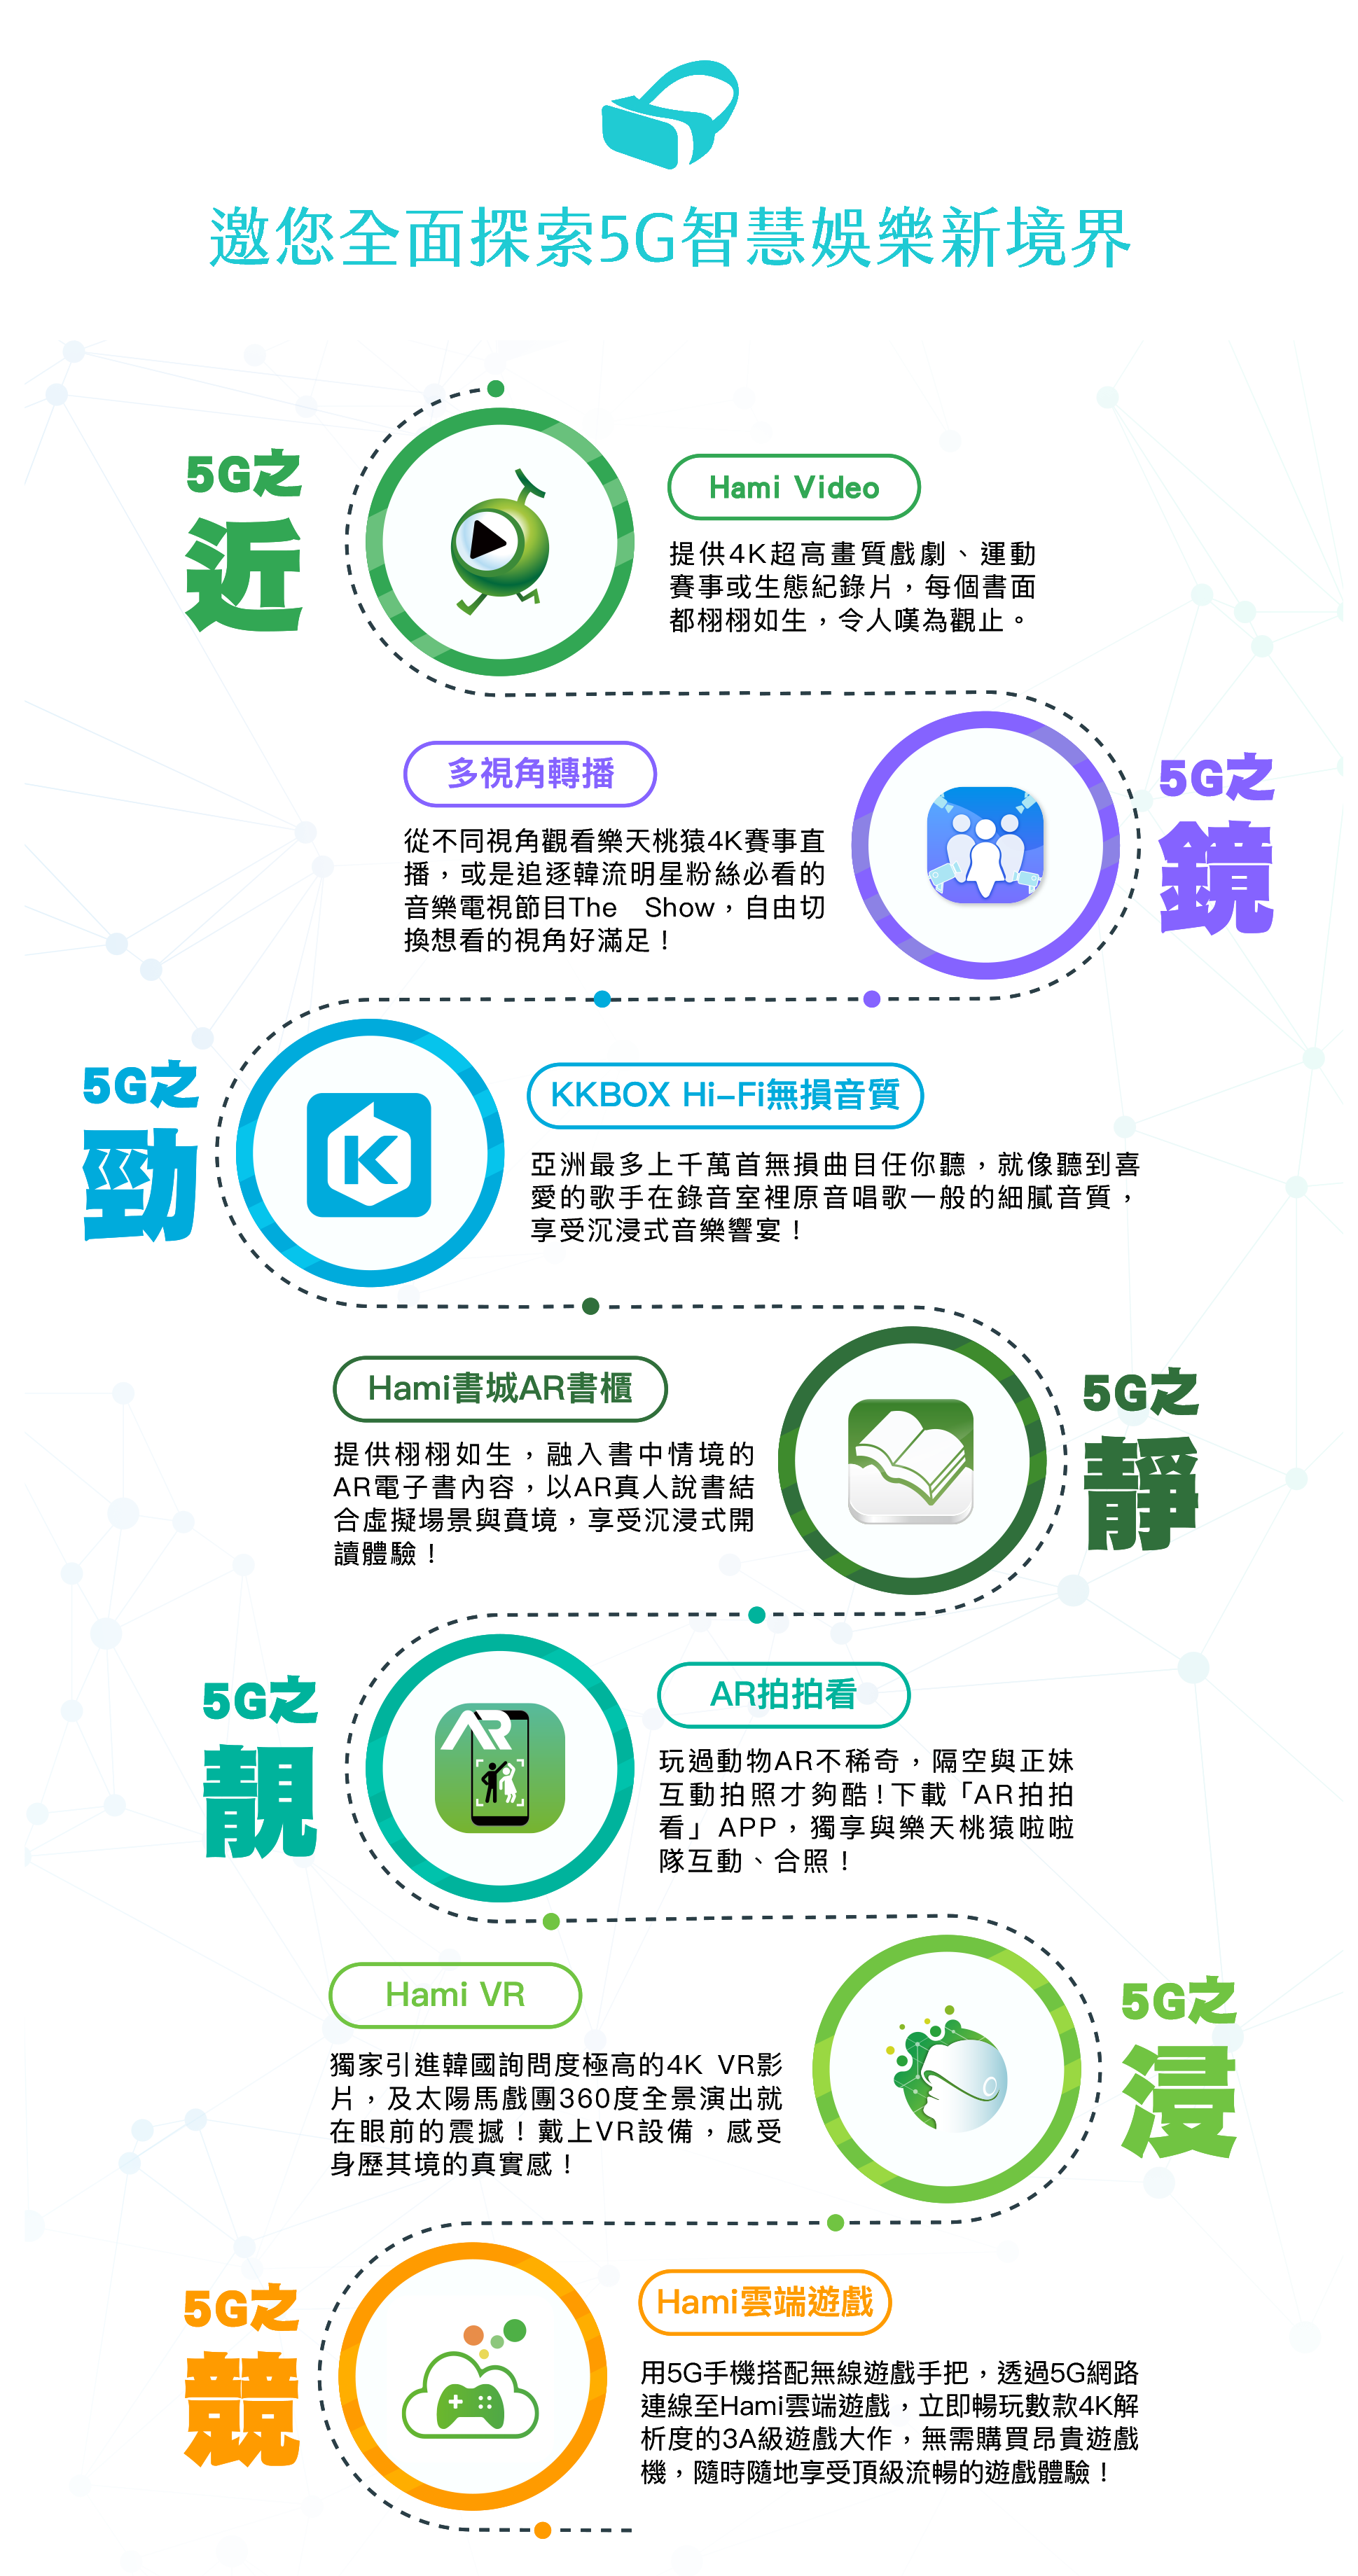 邀您全面探索5G智慧娛樂新境界
5G之
近
Hami Video
提供4K超高畫質戲劇、運動
賽事或生態紀錄片，每個書面
都栩栩如生，令人嘆為觀止。
多視角轉播
從不同視角觀看樂天桃猿4K賽事直
播，或是追逐韓流明星粉絲必看的
音樂電視節目The Show，自由切
換想看的視角好滿足！
5G之
鏡
5G之
勁
K
KKBOX Hi-Fi無損音質
亞洲最多上千萬首無損曲目任你聽，就像聽到喜
愛的歌手在錄音室裡原音唱歌一般的細膩音質，
享受沉浸式音樂響宴！
Hami書城AR書櫃
提供栩栩如生，融入書中情境的
AR電子書內容，以AR真人說書結
合虛擬場景與蕡境，享受沉浸式開
讀體驗！
5G之
靜
5G之
靚
AR
AR拍拍看
玩過動物AR不稀奇，隔空與正妹
互動拍照才夠酷！下載「AR拍拍
看」APP，獨享與樂天桃猿啦啦
隊互動、合照！
Hami VR
獨家引進韓國詢問度極高的4K VR影
片，及太陽馬戲團360度全景演出就
在眼前的震撼！戴上VR設備，感受
身歷其境的真實感！
5G之
浸
5G之
競
Hami雲端遊戲
用5G手機搭配無線遊戲手把，透過5G網路
連線至Hami雲端遊戲，立即暢玩數款4K解
析度的3A級遊戲大作，無需購買昂貴遊戲
機，隨時隨地享受頂級流暢的遊戲體驗！